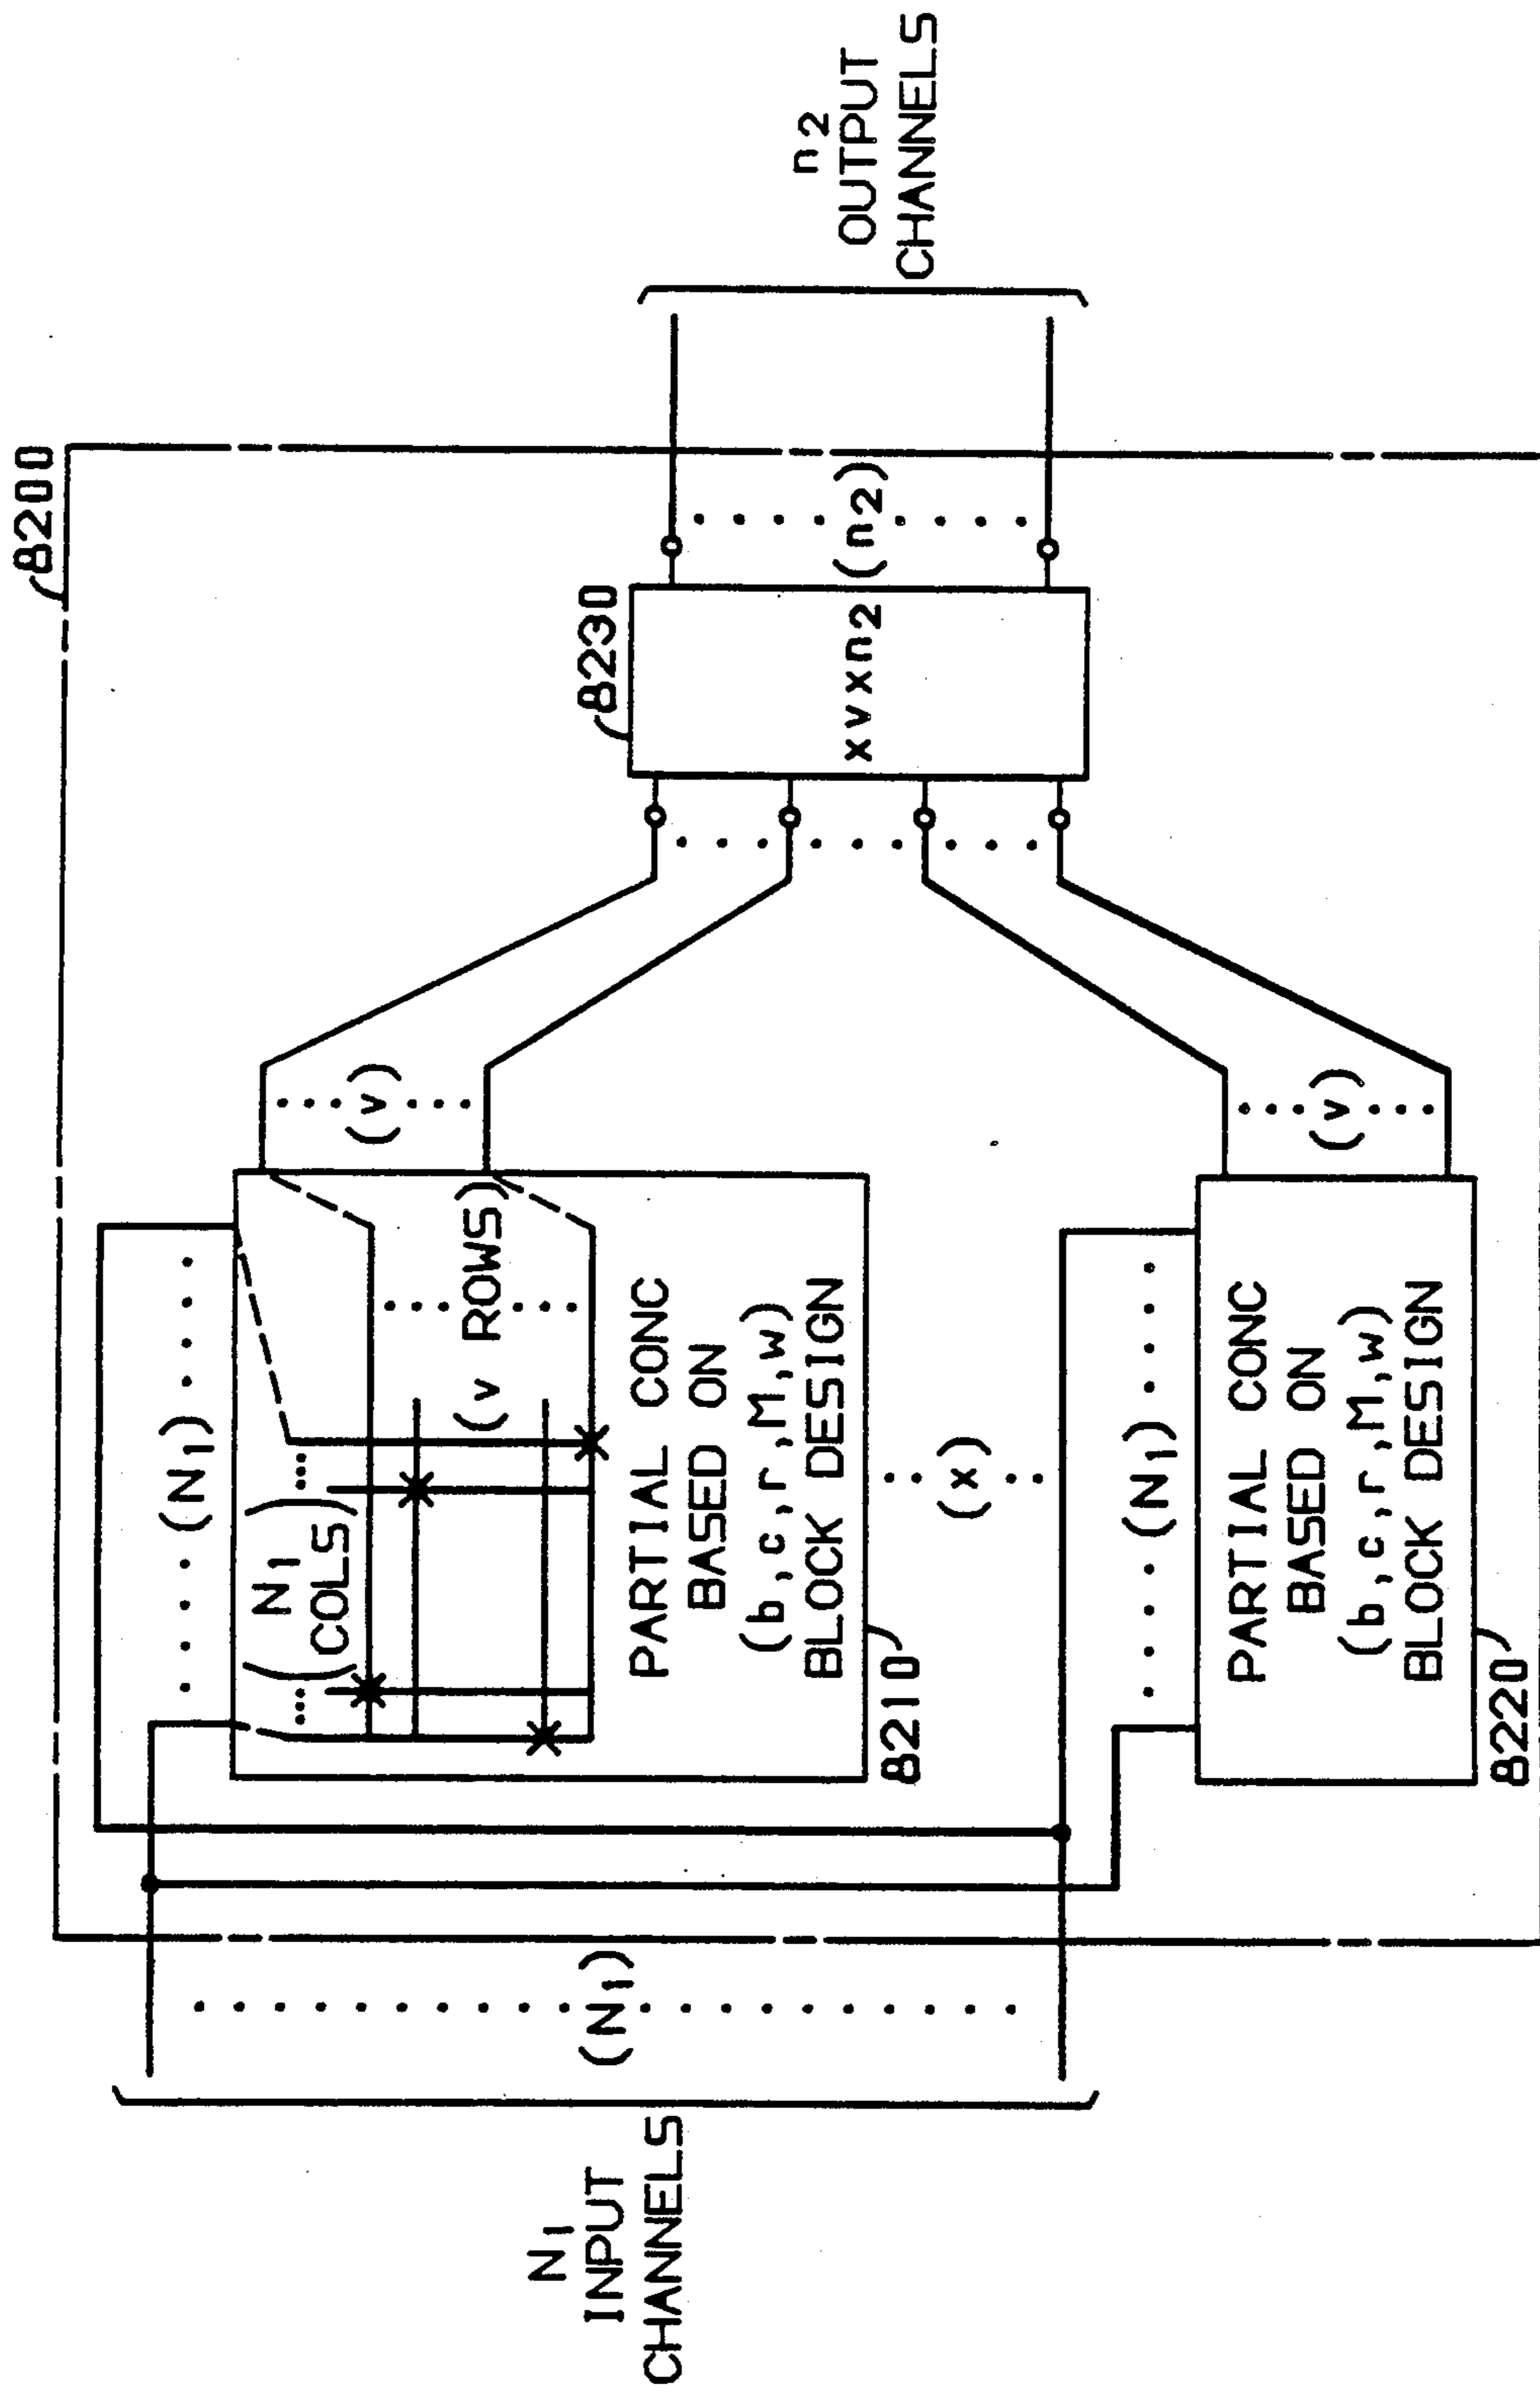 8200
N1
INPUT
CHANNELS
(N1)
(N1)
(N1
COLS)
(v ROWS)
PARTIAL CONC
BASED ON
(b,c,r,M,w)
BLOCK DESIGN
8210
(v)
(x)
(N1)
PARTIAL CONC
BASED ON
(b,c,r,M,w)
BLOCK DESIGN
8220
(v)
8230
xvxn2
(n2)
n2
OUTPUT
CHANNELS